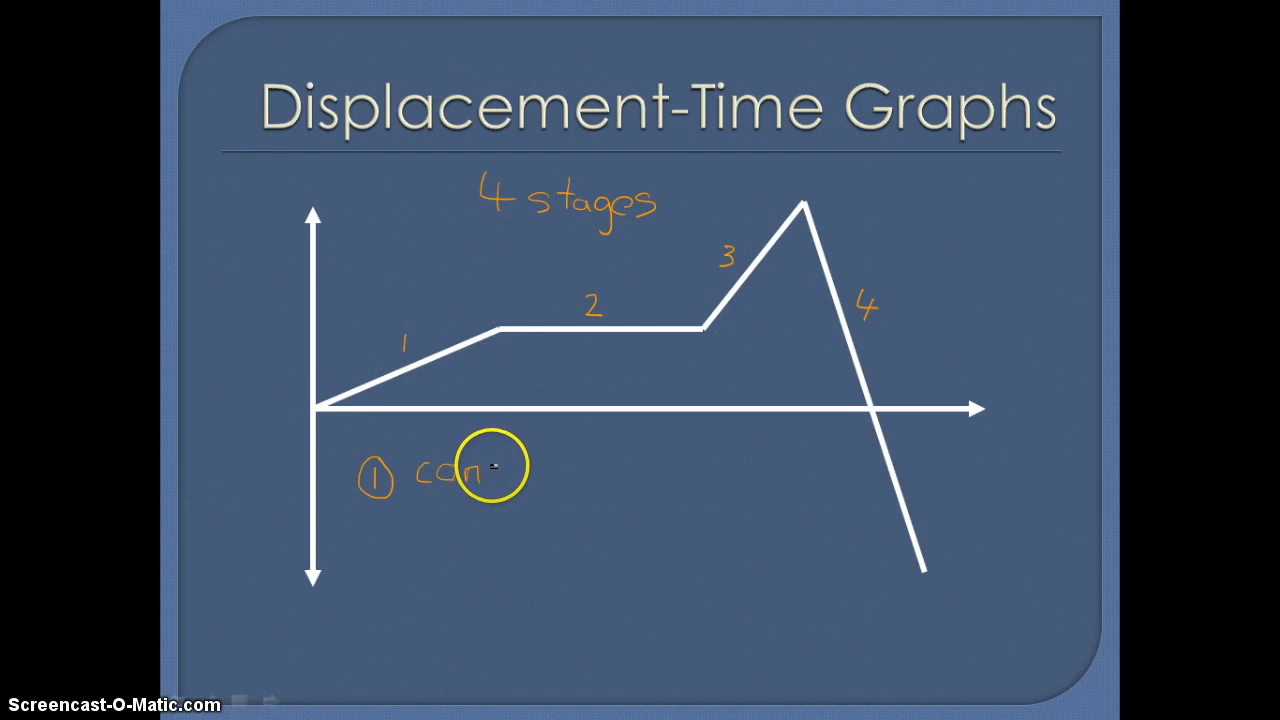 Displacement-Time Graphs
4 stages
3
2
4
1
① con
Screencast-O-Matic.com